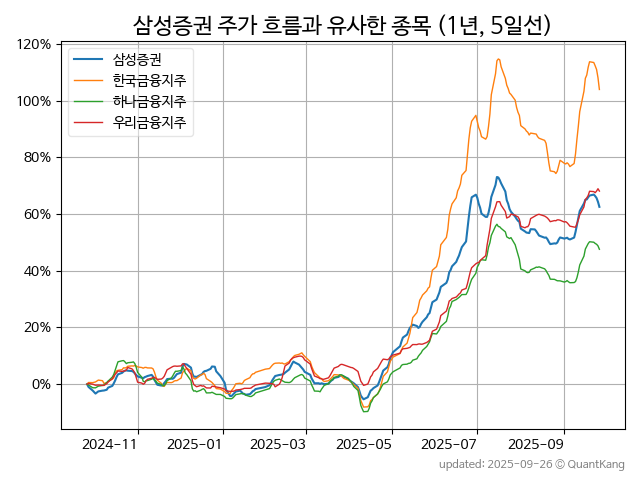 삼성증권 주가 흐름과 유사한 종목 (1년, 5일선)
120%
100%
80%
60%
40%
20%
0%
삼성증권
한국금융지주
하나금융지주
우리금융지주
2024-11
2025-01
2025-03
2025-05
2025-07
2025-09
updated: 2025-09-26 © QuantKang